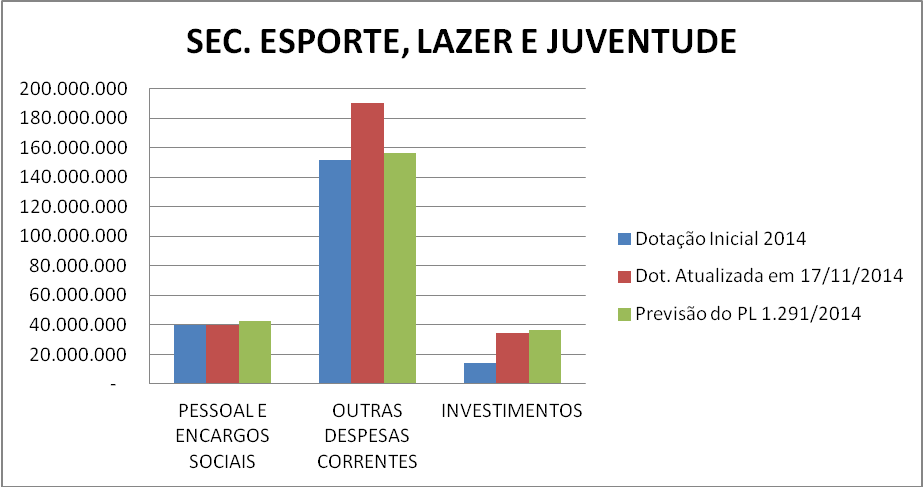 SEC. ESPORTE, LAZER E JUVENTUDE
200.000.000
180.000.000
160.000.000
140.000.000
120.000.000
100.000.000
80.000.000
60.000.000
40.000.000
20.000.000
-
PESSOAL E
ENCARGOS
SOCIAIS
OUTRAS
DESPESAS
CORRENTES
INVESTIMENTOS
Dotação Inicial 2014
Dot. Atualizada em 17/11/2014
Previsão do PL 1.291/2014